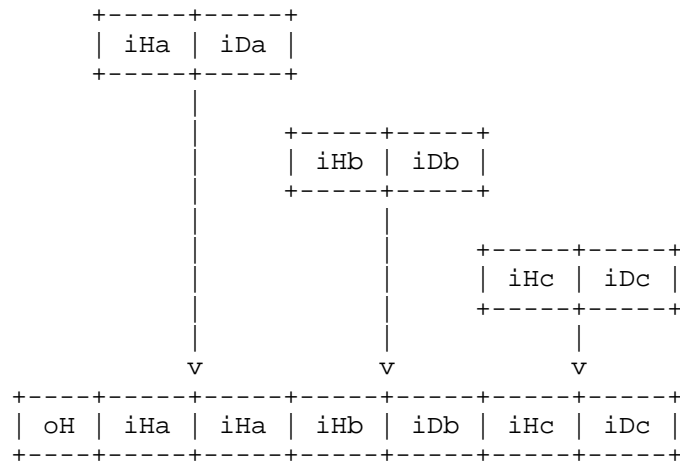 +-----+-----+
| iHa | iDa |
+-----+-----+
|
| +-----+-----+
| | iHb | iDb |
| +-----+-----+
| |
| | +-----+-----+
| | | iHc | iDc |
| | +-----+-----+
| | |
v v v
+----+-----+-----+-----+-----+-----+-----+
| oH | iHa | iHa | iHb | iDb | iHc | iDc |
+----+-----+-----+-----+-----+-----+-----+